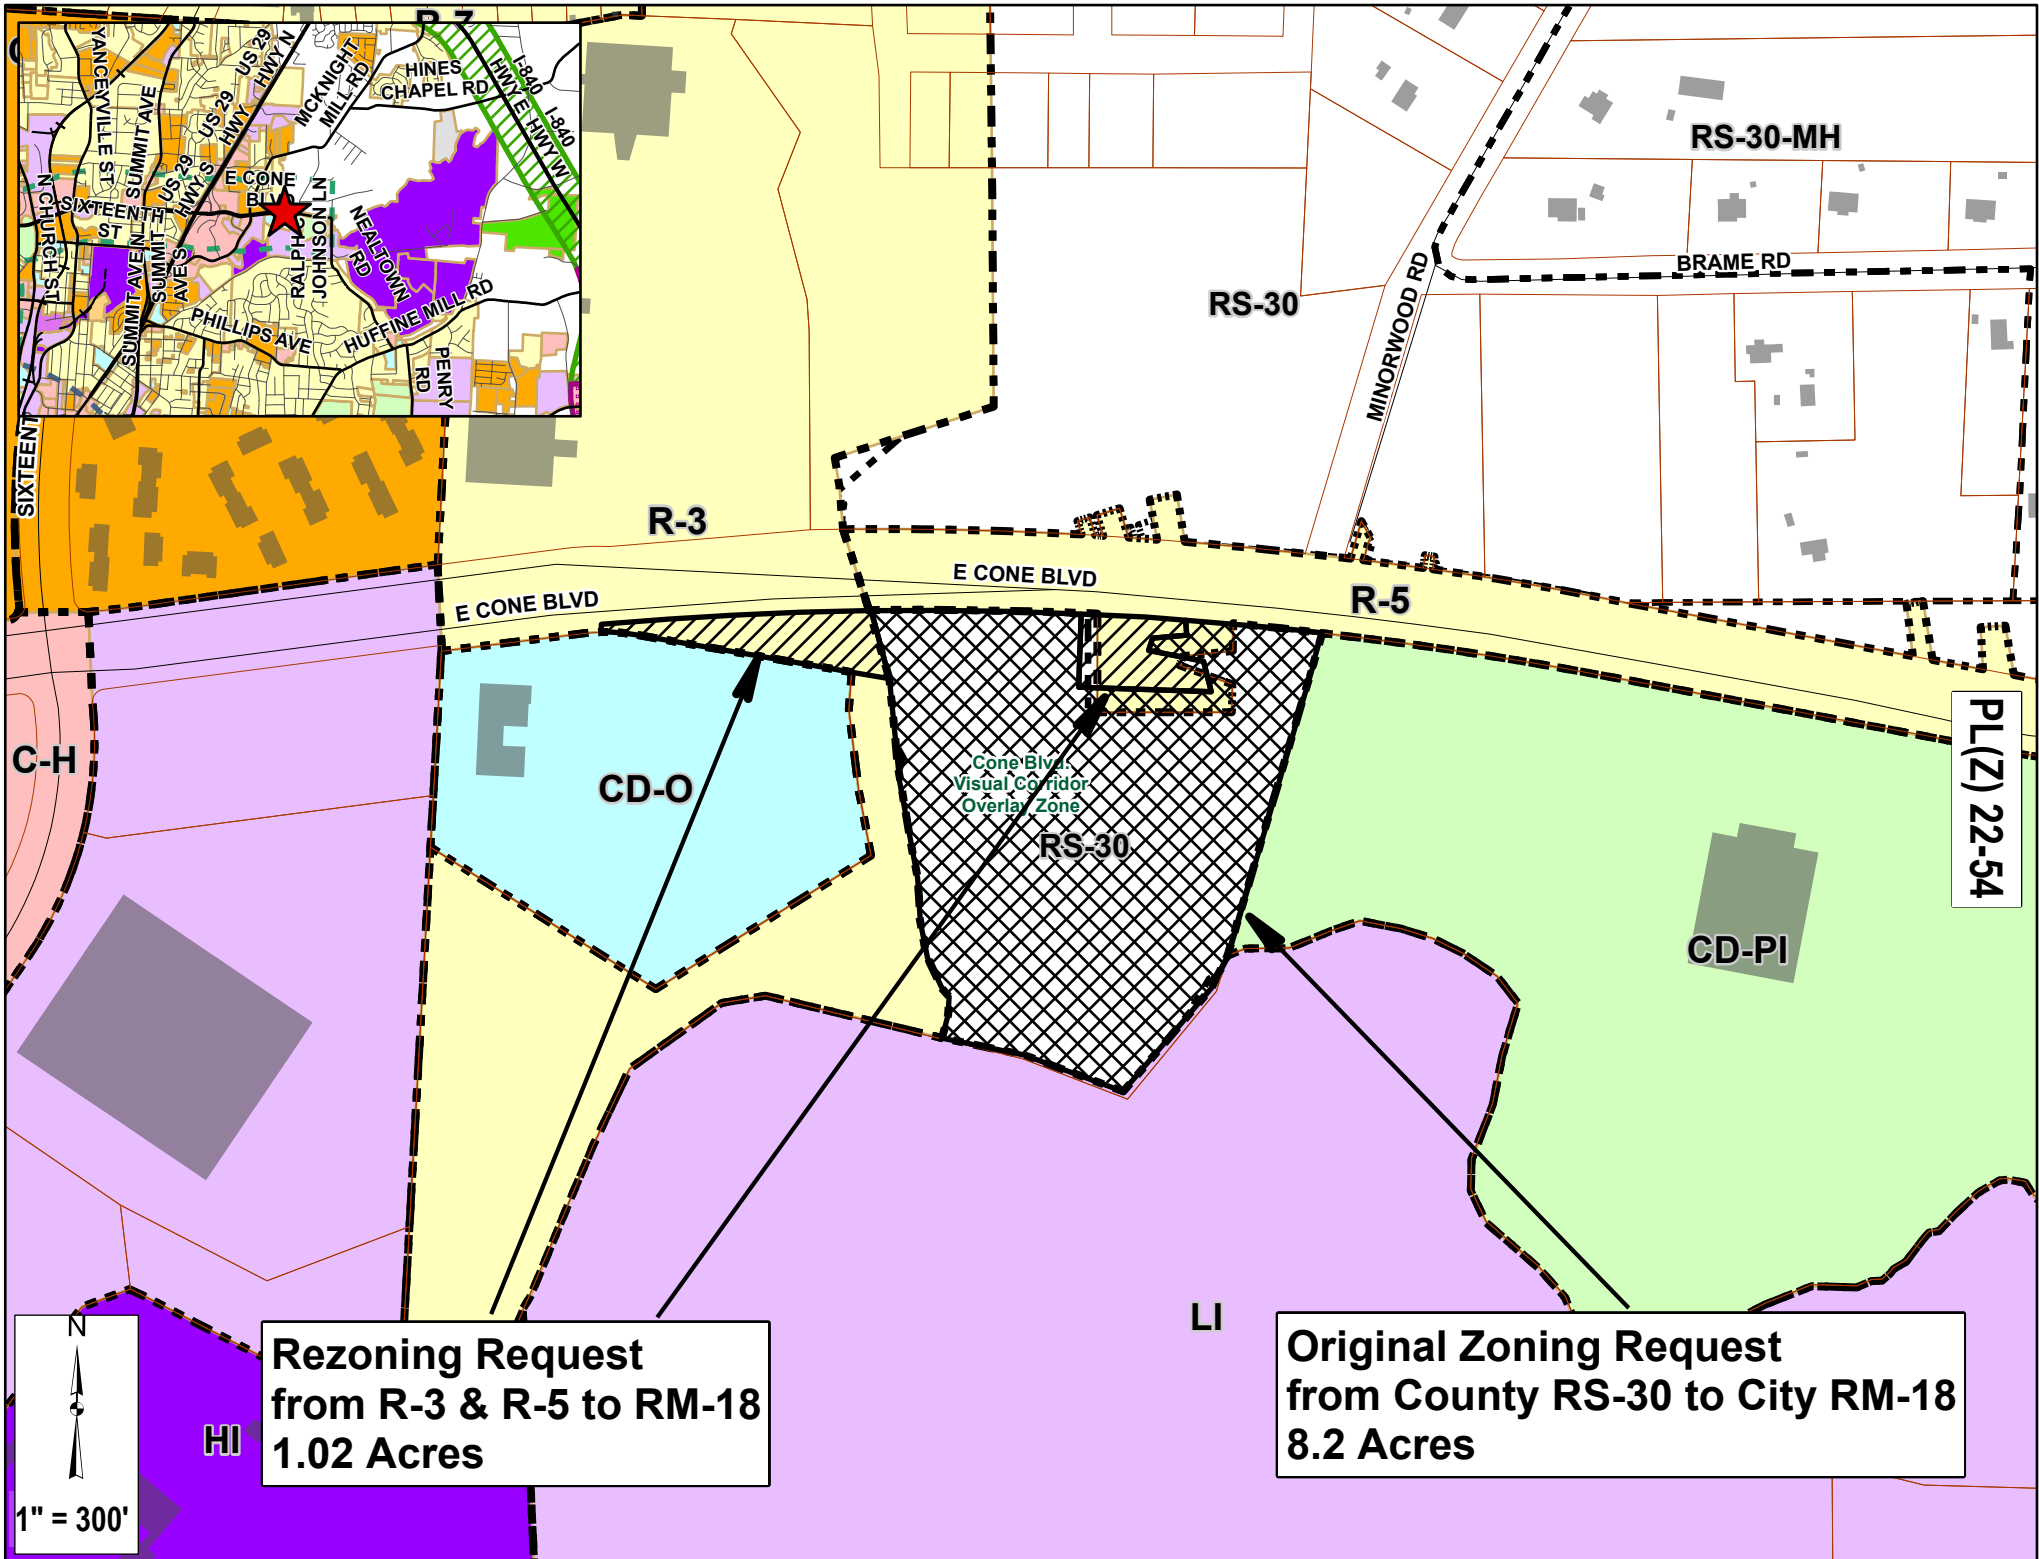 R-7
YANCEYVILLE ST
SUMMIT AVE
US 29
HWY N
US 29
HWY
US 29
HWY S
MCKNIGHT
MILL RD
HINES
CHAPEL RD
I-840
HWY E
I-840
HWY W
N CHURCH ST
SIXTEENTH
ST
E CONE
BLVD
RALPH
JOHNSON LN
NEALTOWN
RD
SUMMIT AVE N
SUMMIT
AVE S
PHILLIPS AVE
HUFFINE MILL RD
PENRY
RD
RS-30-MH
BRAME RD
RS-30
MINORWOOD RD
SIXTEENT
R-3
E CONE BLVD
E CONE BLVD
R-5
PL(Z) 22-54
C-H
CD-O
Cone Blvd.
Visual Corridor
Overlay Zone
RS-30
CD-PI
LI
HI
N
1" = 300'
Rezoning Request
from R-3 & R-5 to RM-18
1.02 Acres
Original Zoning Request
from County RS-30 to City RM-18
8.2 Acres